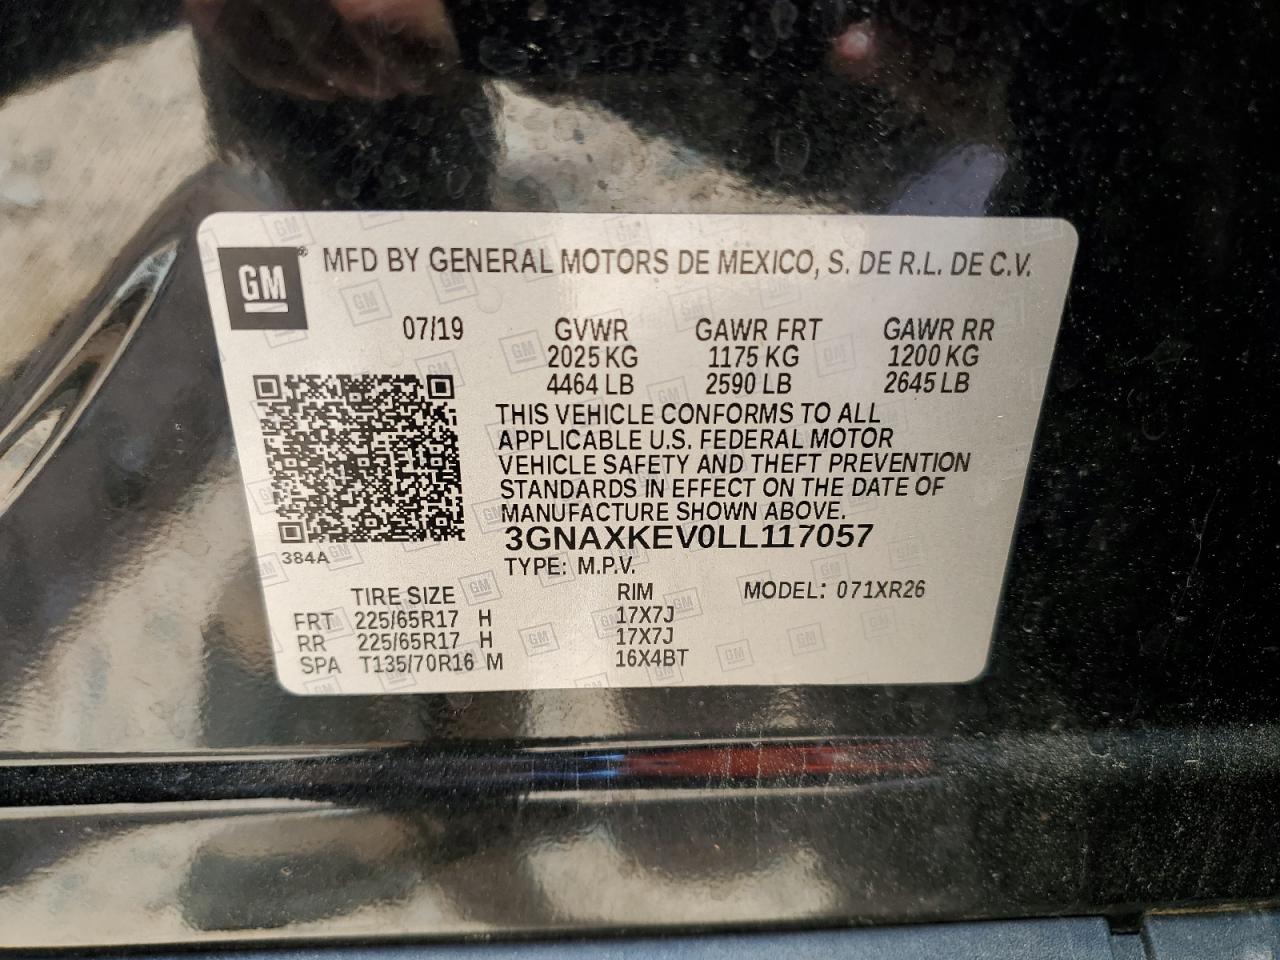 GM ® MFD BY GENERAL MOTORS DE MEXICO, S. DE R.L. DE C.V.
07/19 GVWR GAWR FRT GAWR RR
2025 KG 1175 KG 1200 KG
4464 LB 2590 LB 2645 LB
THIS VEHICLE CONFORMS TO ALL
APPLICABLE U.S. FEDERAL MOTOR
VEHICLE SAFETY AND THEFT PREVENTION
STANDARDS IN EFFECT ON THE DATE OF
MANUFACTURE SHOWN ABOVE.
3GNAXKEV0LL117057
384A
TYPE: M.P.V.
TIRE SIZE RIM MODEL: 071XR26
FRT 225/65R17 H 17X7J
RR 225/65R17 H 17X7J
SPA T135/70R16 M 16X4BT